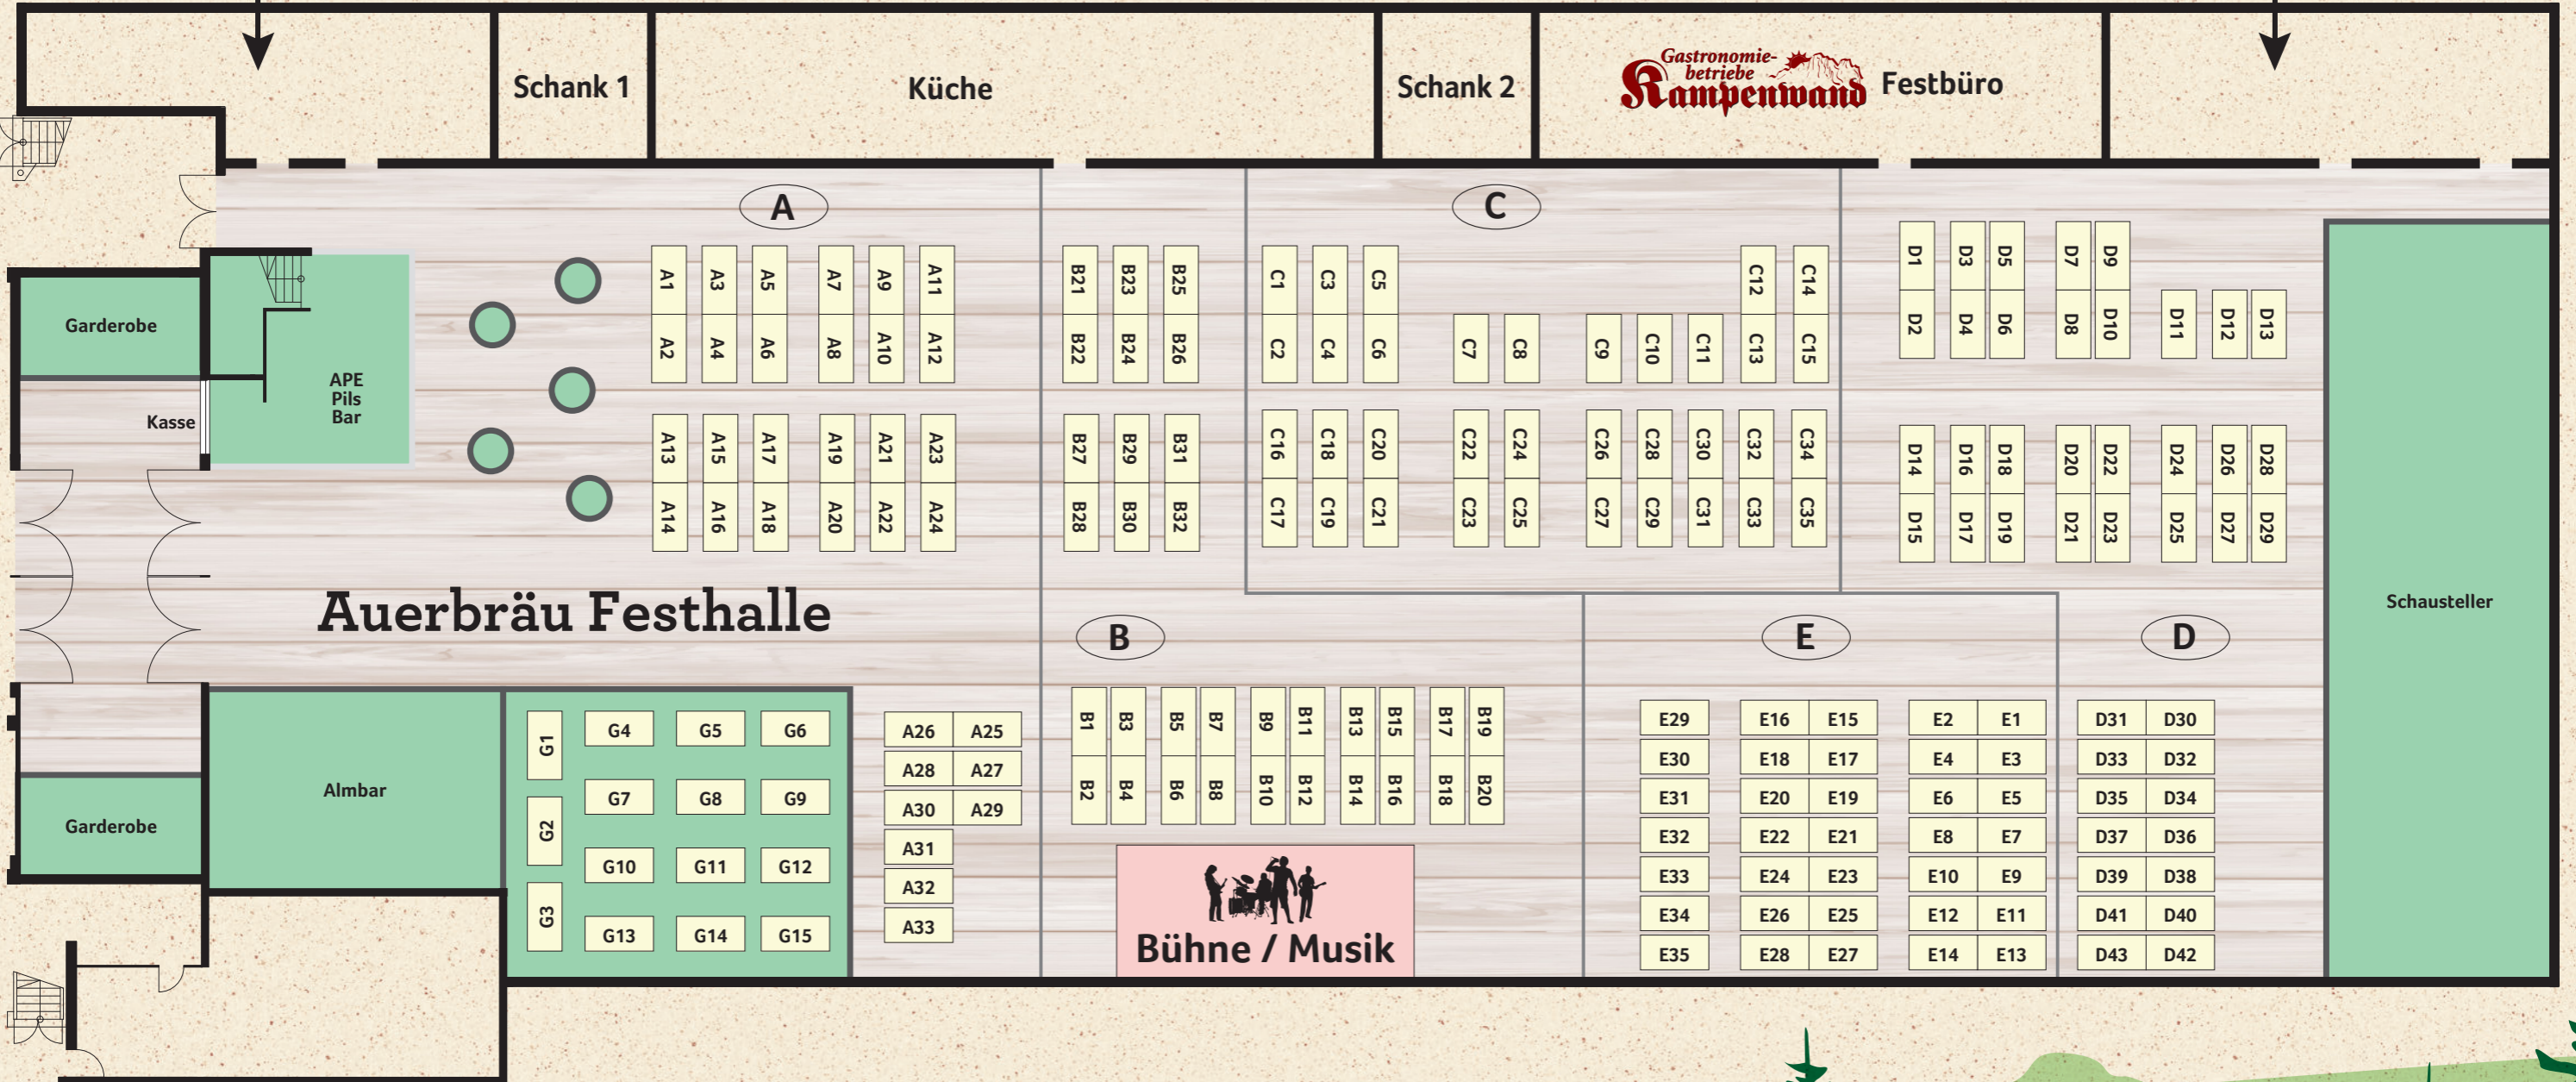 Schank 1
Küche
Schank 2
Gastronomie-
betriebe
Kampenwand
Festbüro
A
C
A1 A3 A5 A7 A9 A11
A2 A4 A6 A8 A10 A12
B21 B23 B25
B22 B24 B26
C1 C3 C5 C12 C14
C2 C4 C6 C7 C8 C9 C10 C11 C13 C15
D1 D3 D5 D7 D9
D2 D4 D6 D8 D10 D11 D12 D13
Garderobe
APE
Pils
Bar
Kasse
A13 A15 A17 A19 A21 A23
A14 A16 A18 A20 A22 A24
B27 B29 B31
B28 B30 B32
C16 C18 C20 C22 C24 C26 C28 C30 C32 C34
C17 C19 C21 C23 C25 C27 C29 C31 C33 C35
D14 D16 D18 D20 D22 D24 D26 D28
D15 D17 D19 D21 D23 D25 D27 D29
Schausteller
Auerbräu Festhalle
B
E
D
Almbar
Garderobe
G1
G2
G3
G4 G5 G6
G7 G8 G9
G10 G11 G12
G13 G14 G15
A26 A25
A28 A27
A30 A29
A31
A32
A33
B1 B3 B5 B7 B9 B11 B13 B15 B17 B19
B2 B4 B6 B8 B10 B12 B14 B16 B18 B20
Bühne / Musik
E29 E16 E15 E2 E1 D31 D30
E30 E18 E17 E4 E3 D33 D32
E31 E20 E19 E6 E5 D35 D34
E32 E22 E21 E8 E7 D37 D36
E33 E24 E23 E10 E9 D39 D38
E34 E26 E25 E12 E11 D41 D40
E35 E28 E27 E14 E13 D43 D42